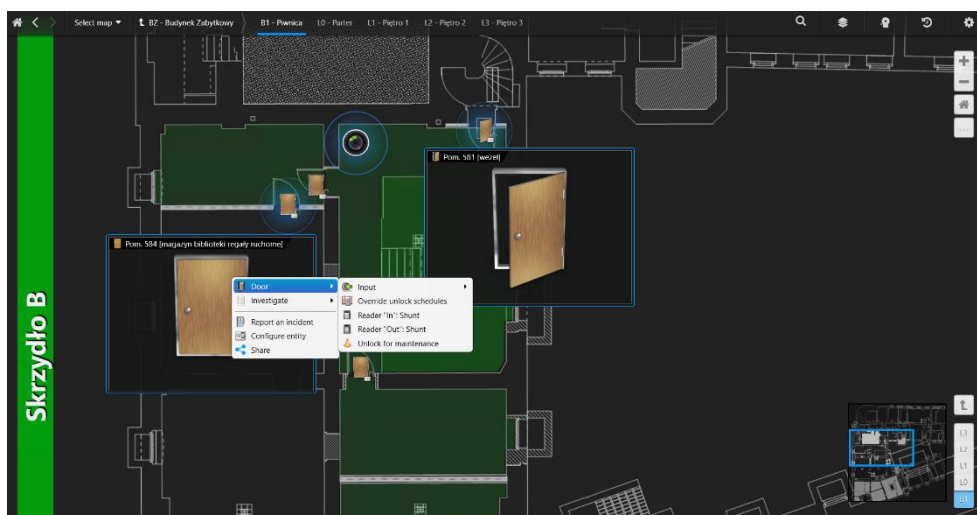 Select map
BZ - Budynek Zabytkowy
B1 - Piwnica
L0 - Parter
L1 - Piętro 1
L2 - Piętro 2
L3 - Piętro 3
Pom. 581 [węzeł]
Pom. 584 [magazyn biblioteki regały ruchome]
Door
Investigate
Report an incident
Configure entity
Share
Input
Override unlock schedules
Reader "In": Shunt
Reader "Out": Shunt
Unlock for maintenance
Skrzydło B
L3
L2
L1
L0
B1